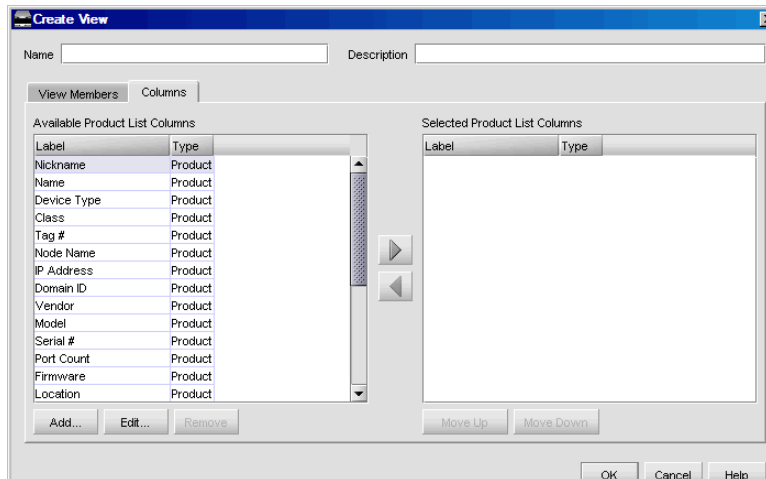 Create View
Name Description
View Members Columns
Available Product List Columns Selected Product List Columns
Label Type Label Type
Nickname Product
Name Product
Device Type Product
Class Product
Tag # Product
Node Name Product
IP Address Product
Domain ID Product
Vendor Product
Model Product
Serial # Product
Port Count Product
Firmware Product
Location Product
Add... Edit... Remove Move Up Move Down
OK Cancel Help